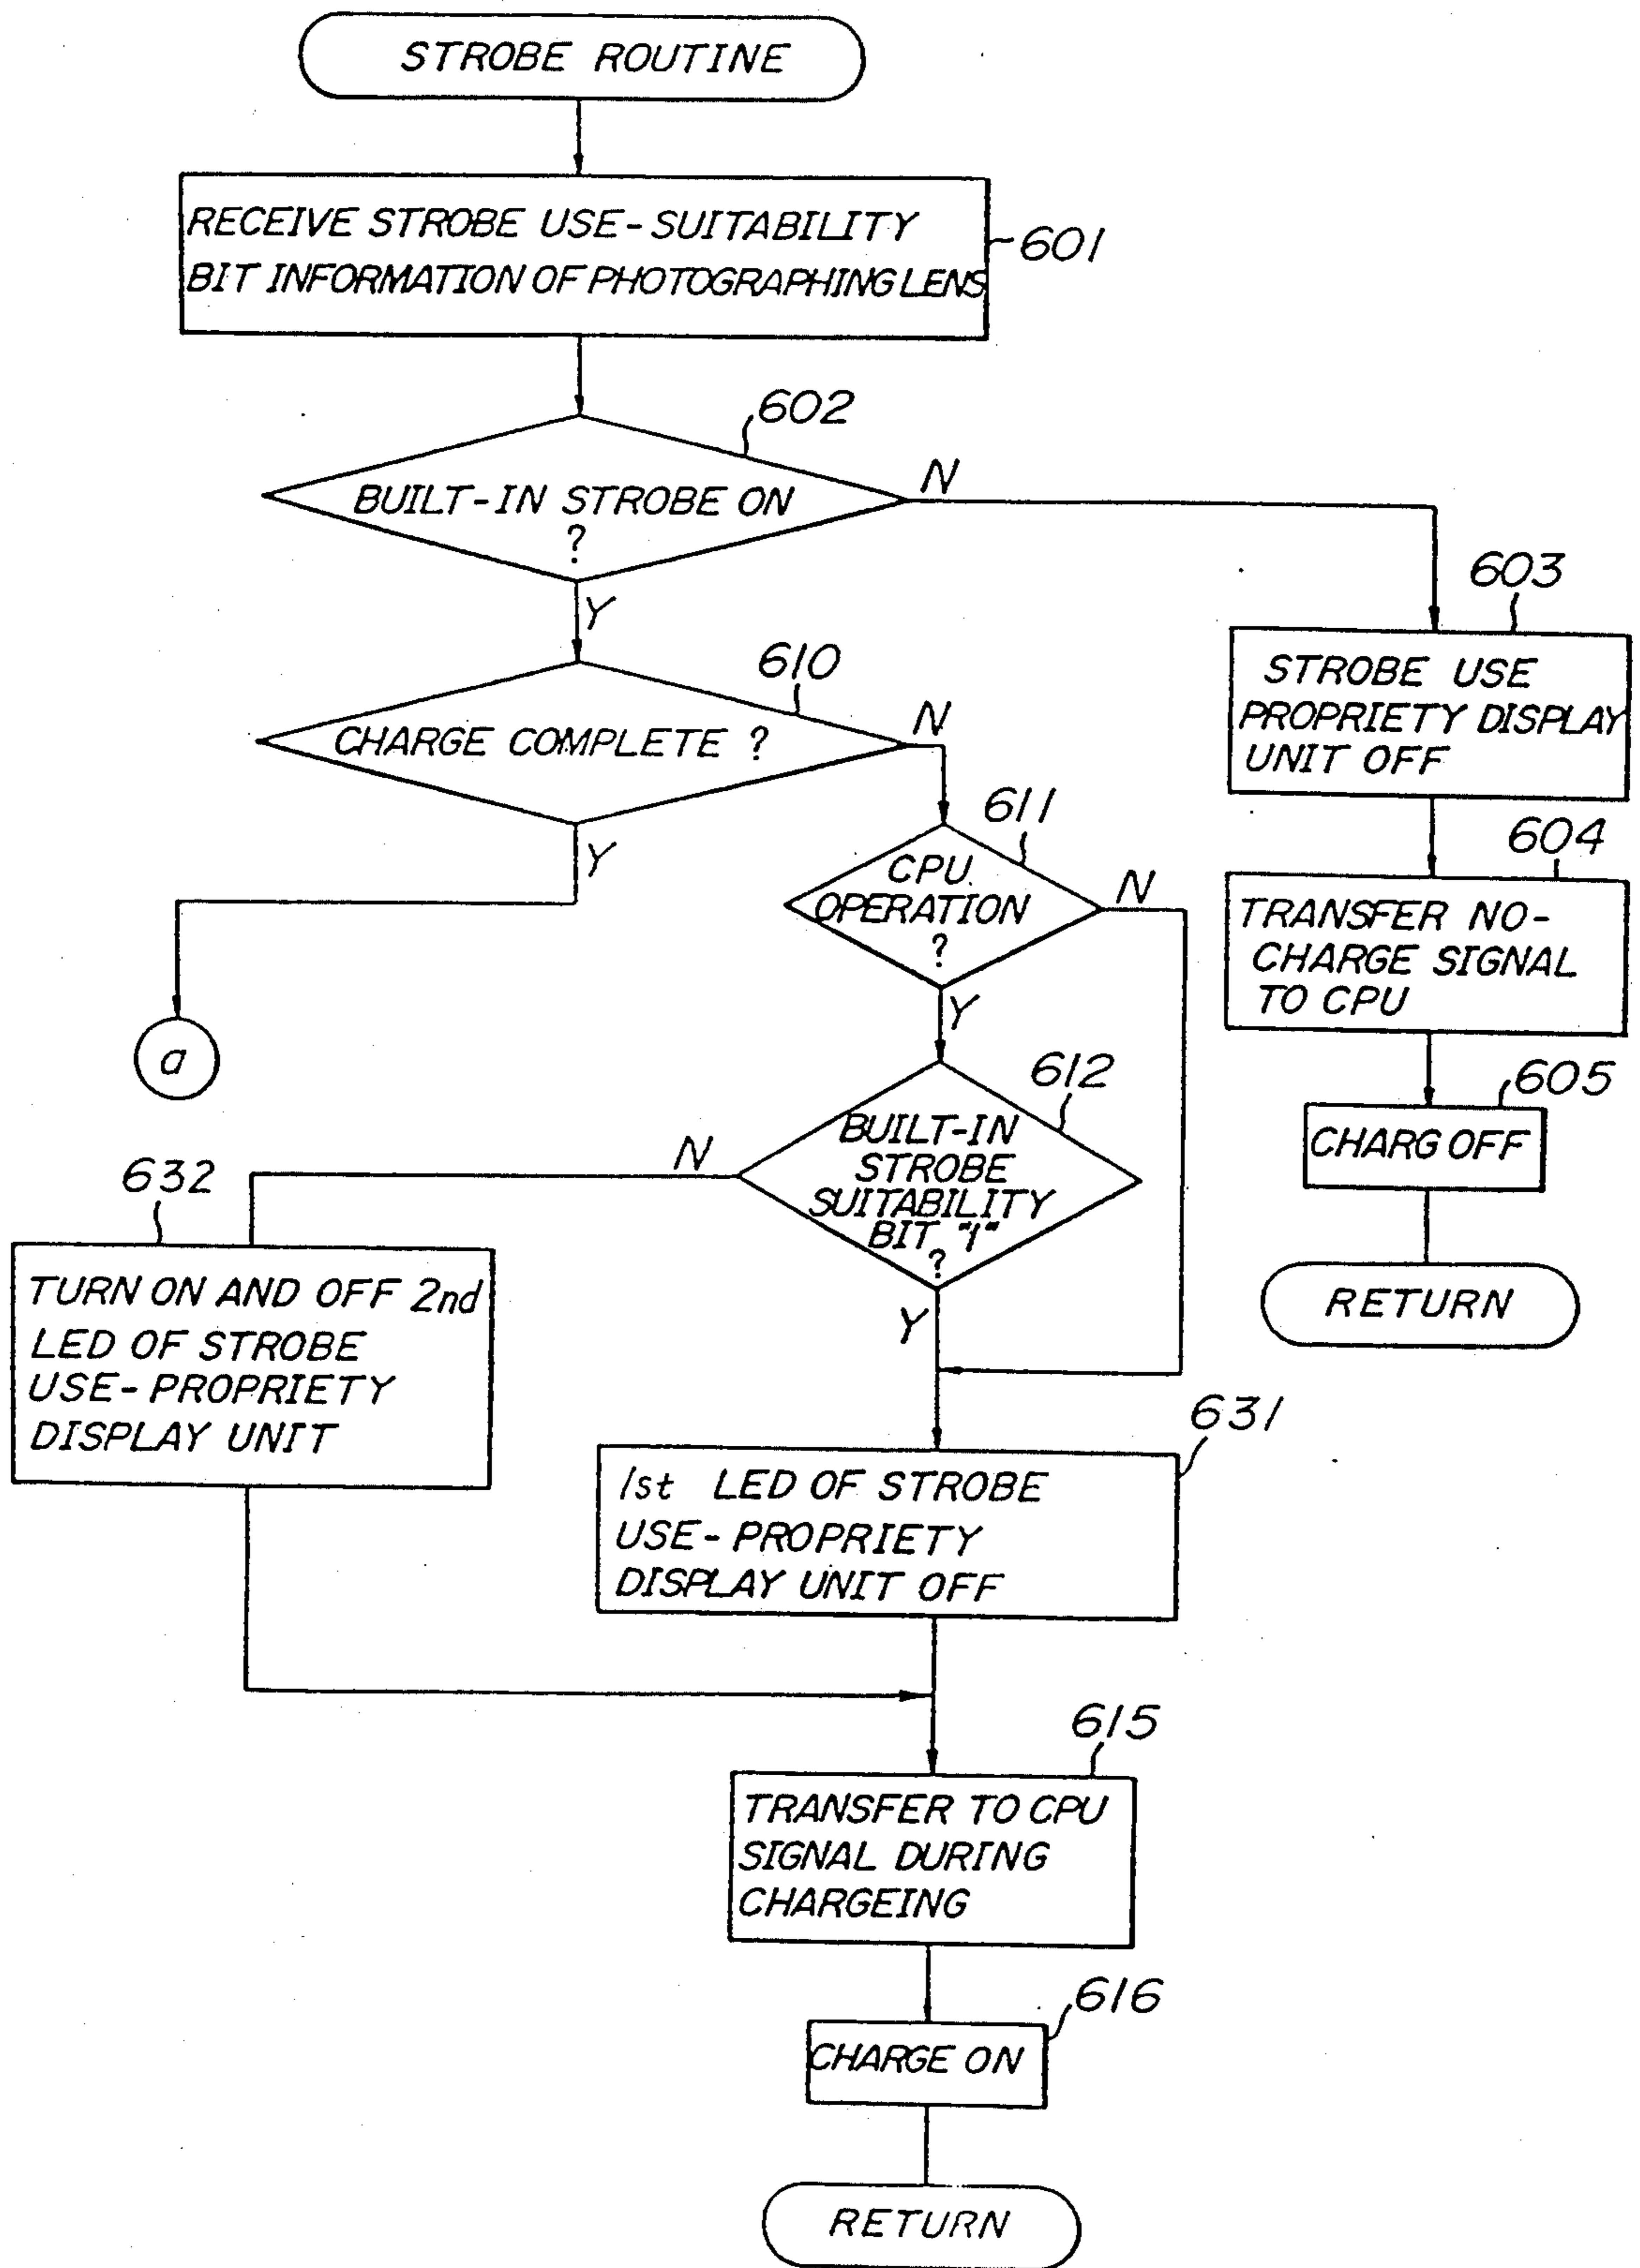 STROBE ROUTINE
RECEIVE STROBE USE-SUITABILITY
BIT INFORMATION OF PHOTOGRAPHING LENS
601
602
BUILT-IN STROBE ON
?
N
Y
603
STROBE USE
PROPRIETY DISPLAY
UNIT OFF
610
CHARGE COMPLETE ?
N
Y
604
TRANSFER NO-
CHARGE SIGNAL
TO CPU
611
CPU
OPERATION
?
N
Y
a
605
CHARG OFF
RETURN
612
BUILT-IN
STROBE
SUITABILITY
BIT "1"
?
N
Y
632
TURN ON AND OFF 2nd
LED OF STROBE
USE-PROPRIETY
DISPLAY UNIT
631
1st LED OF STROBE
USE-PROPRIETY
DISPLAY UNIT OFF
615
TRANSFER TO CPU
SIGNAL DURING
CHARGEING
616
CHARGE ON
RETURN